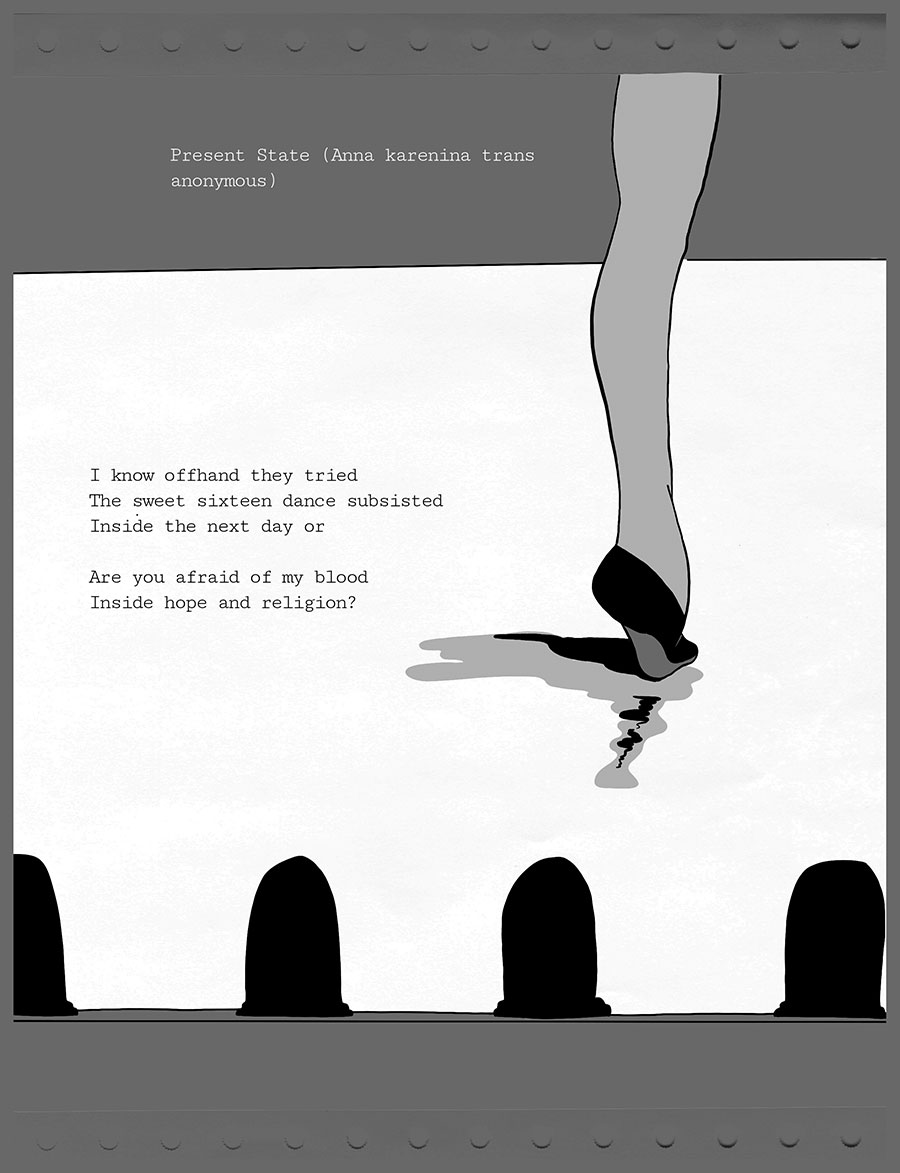 Present State (Anna karenina trans
anonymous)
I know offhand they tried
The sweet sixteen dance subsisted
Inside the next day or
Are you afraid of my blood
Inside hope and religion?